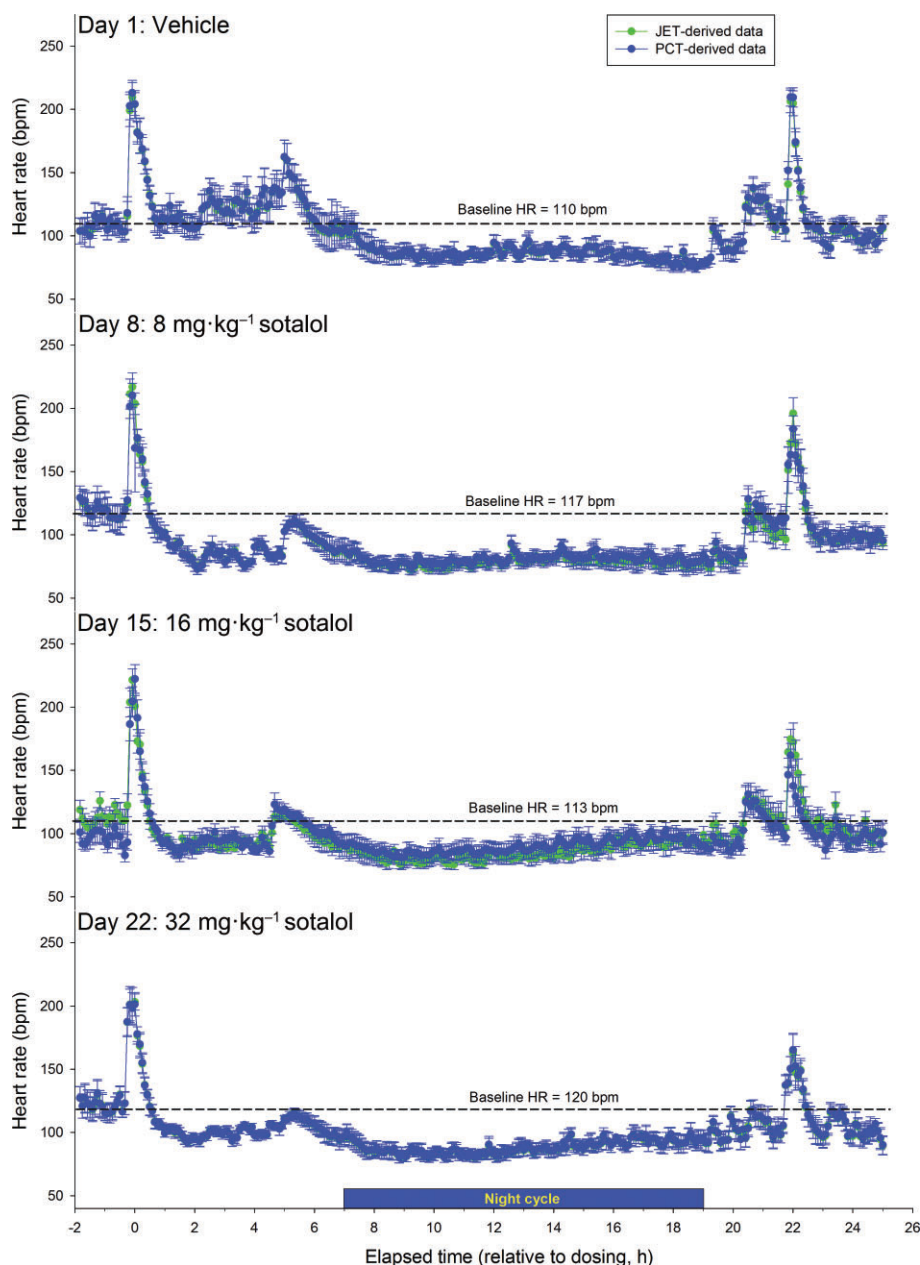 Day 1: Vehicle
JET-derived data
PCT-derived data
250
200
150
100
50
Heart rate (bpm)
Baseline HR = 110 bpm
Day 8: 8 mg·kg⁻¹ sotalol
250
200
150
100
50
Heart rate (bpm)
Baseline HR = 117 bpm
Day 15: 16 mg·kg⁻¹ sotalol
250
200
150
100
50
Heart rate (bpm)
Baseline HR = 113 bpm
Day 22: 32 mg·kg⁻¹ sotalol
250
200
150
100
50
Heart rate (bpm)
Baseline HR = 120 bpm
Night cycle
-2 0 2 4 6 8 10 12 14 16 18 20 22 24 26
Elapsed time (relative to dosing, h)